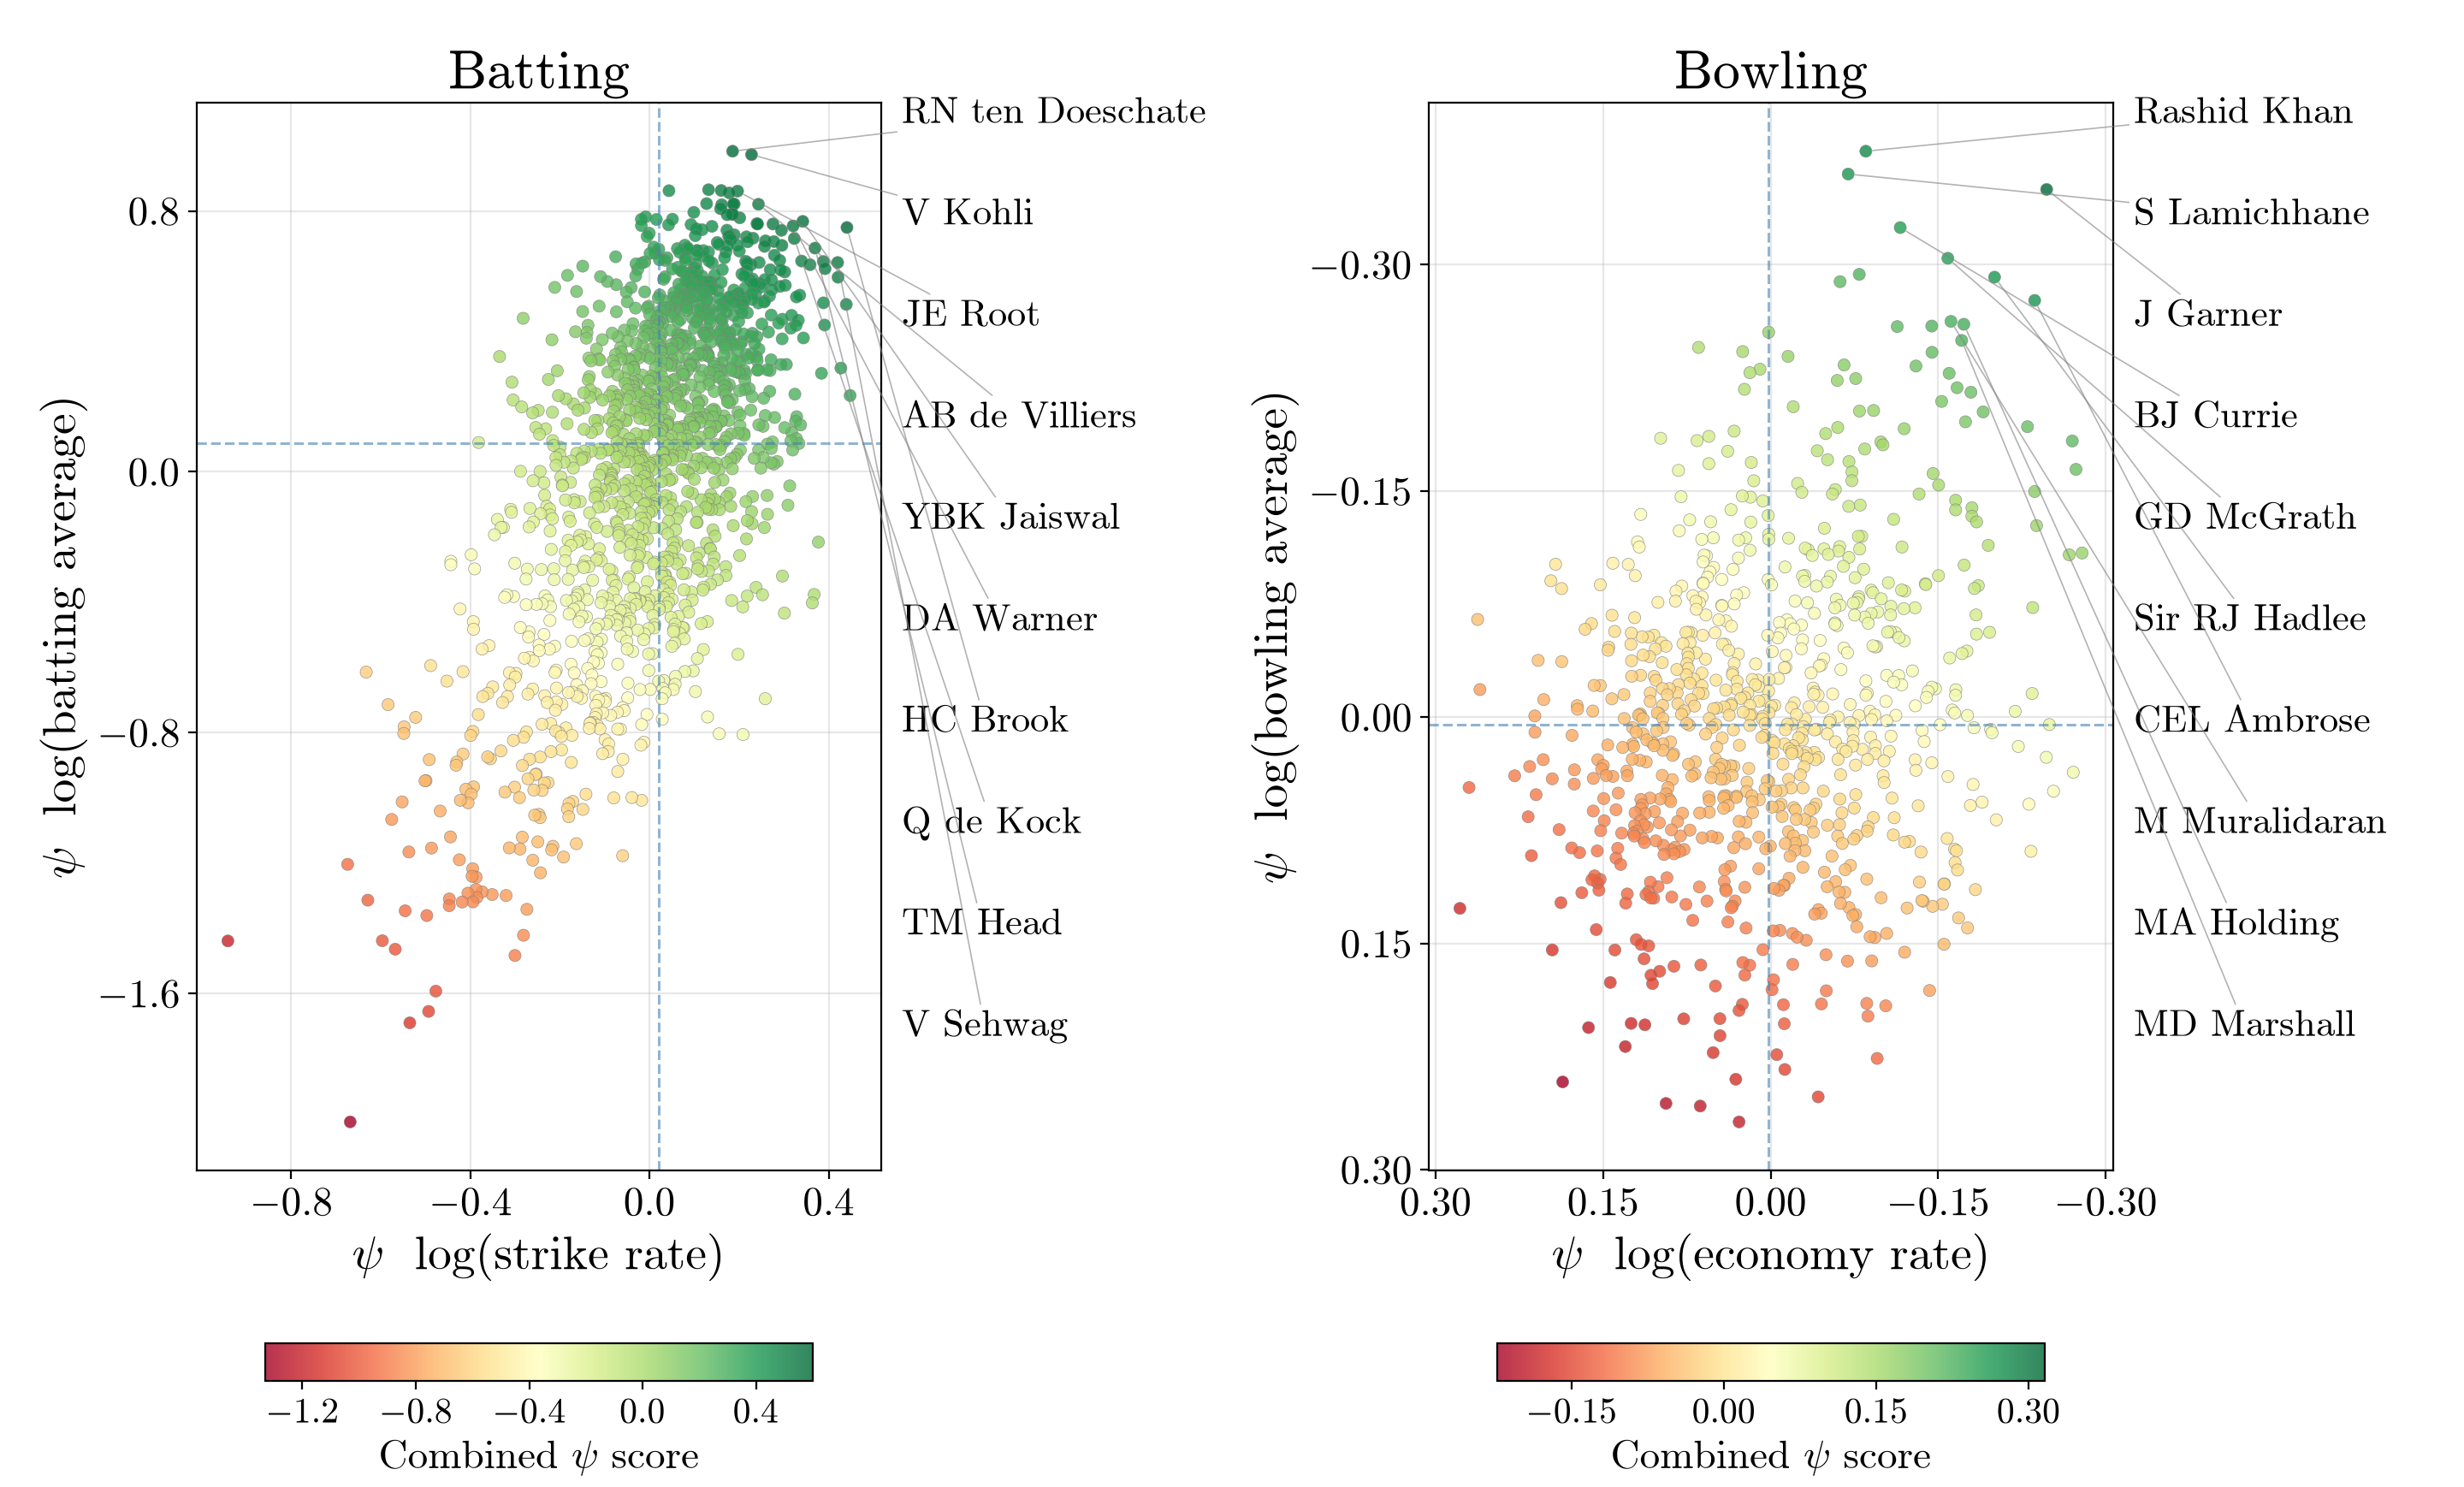 Batting
RN ten Doeschate
V Kohli
JE Root
AB de Villiers
YBK Jaiswal
DA Warner
HC Brook
Q de Kock
TM Head
V Sehwag
0.8
0.0
−0.8
−1.6
ψ log(batting average)
−0.8 −0.4 0.0 0.4
ψ log(strike rate)
−1.2 −0.8 −0.4 0.0 0.4
Combined ψ score
Bowling
Rashid Khan
S Lamichhane
J Garner
BJ Currie
GD McGrath
Sir RJ Hadlee
CEL Ambrose
M Muralidaran
MA Holding
MD Marshall
−0.30
−0.15
0.00
0.15
0.30
ψ log(bowling average)
0.30 0.15 0.00 −0.15 −0.30
ψ log(economy rate)
−0.15 0.00 0.15 0.30
Combined ψ score